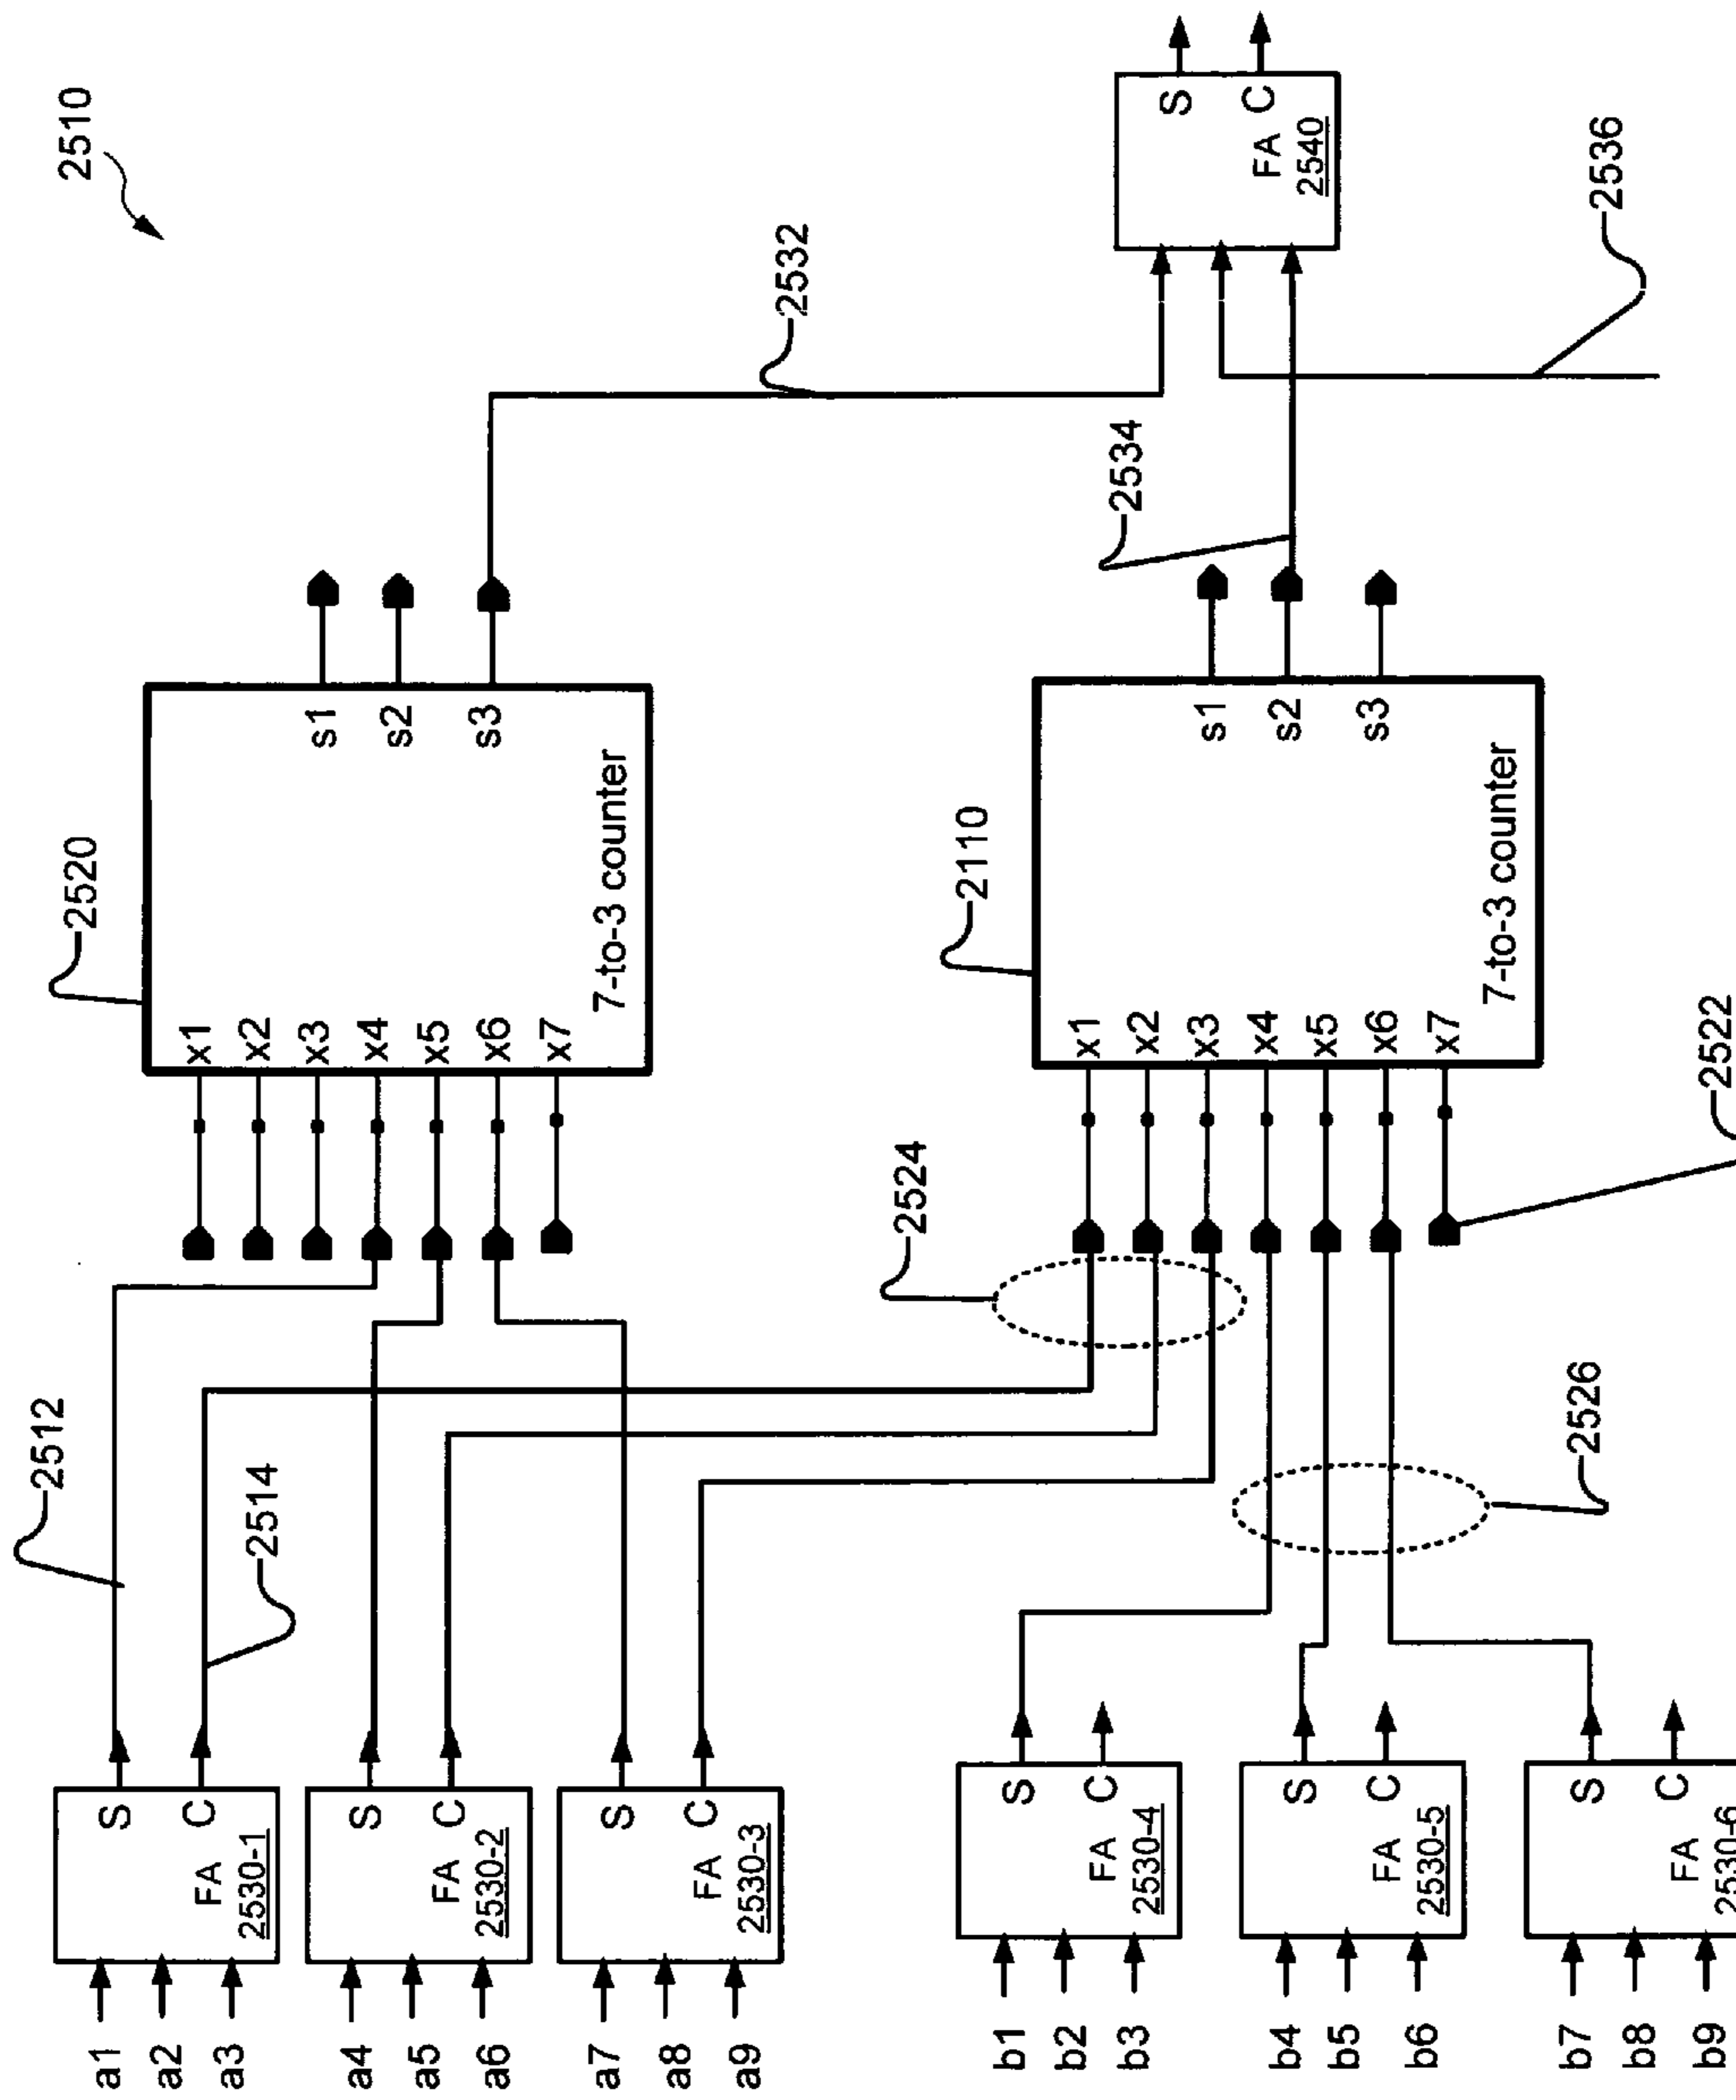 2510
2520
2512
2514
2532
2534
2536
2524
2526
2522
2110
a1
a2
a3
S
C
FA
2530-1
a4
a5
a6
S
C
FA
2530-2
a7
a8
a9
S
C
FA
2530-3
b1
b2
b3
S
C
FA
2530-4
b4
b5
b6
S
C
FA
2530-5
b7
b8
b9
S
C
FA
2530-6
x1
x2
x3
x4
x5
x6
x7
s1
s2
s3
7-to-3 counter
x1
x2
x3
x4
x5
x6
x7
s1
s2
s3
7-to-3 counter
S
C
FA
2540